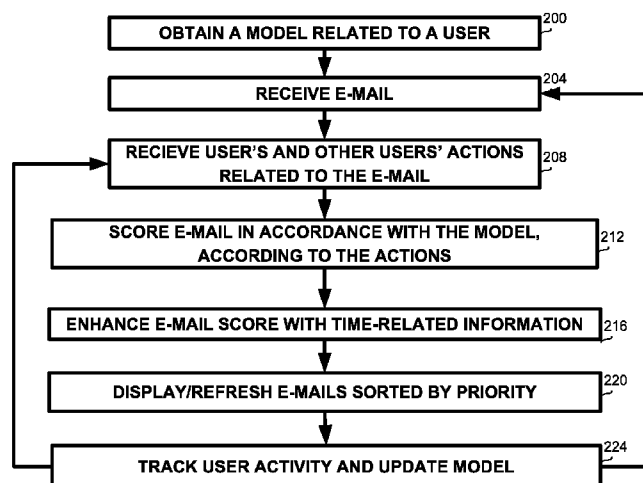 200
OBTAIN A MODEL RELATED TO A USER
204
RECEIVE E-MAIL
RECIEVE USER'S AND OTHER USERS' ACTIONS
RELATED TO THE E-MAIL
208
SCORE E-MAIL IN ACCORDANCE WITH THE MODEL,
ACCORDING TO THE ACTIONS
212
ENHANCE E-MAIL SCORE WITH TIME-RELATED INFORMATION
216
DISPLAY/REFRESH E-MAILS SORTED BY PRIORITY
220
TRACK USER ACTIVITY AND UPDATE MODEL
224